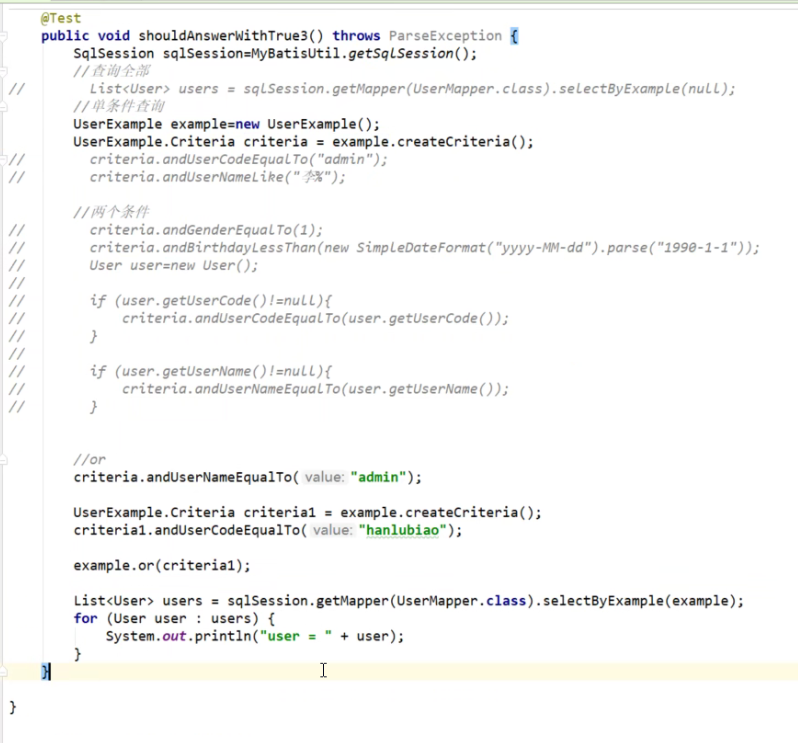 @Test
public void shouldAnswerWithTrue3() throws ParseException {
SqlSession sqlSession=MyBatisUtil.getSqlSession();
//查询全部
// List<User> users = sqlSession.getMapper(UserMapper.class).selectByExample(null);
//单条件查询
UserExample example=new UserExample();
UserExample.Criteria criteria = example.createCriteria();
// criteria.andUserCodeEqualTo("admin");
// criteria.andUserNameLike("李%");
//两个条件
// criteria.andGenderEqualTo(1);
// criteria.andBirthdayLessThan(new SimpleDateFormat("yyyy-MM-dd").parse("1990-1-1"));
// User user=new User();
//
// if (user.getUserCode()!=null){
// criteria.andUserCodeEqualTo(user.getUserCode());
// }
//
// if (user.getUserName()!=null){
// criteria.andUserNameEqualTo(user.getUserName());
// }
//or
criteria.andUserNameEqualTo( value: "admin");
UserExample.Criteria criteria1 = example.createCriteria();
criteria1.andUserCodeEqualTo( value: "hanlubiao");
example.or(criteria1);
List<User> users = sqlSession.getMapper(UserMapper.class).selectByExample(example);
for (User user : users) {
System.out.println("user = " + user);
}
}
}